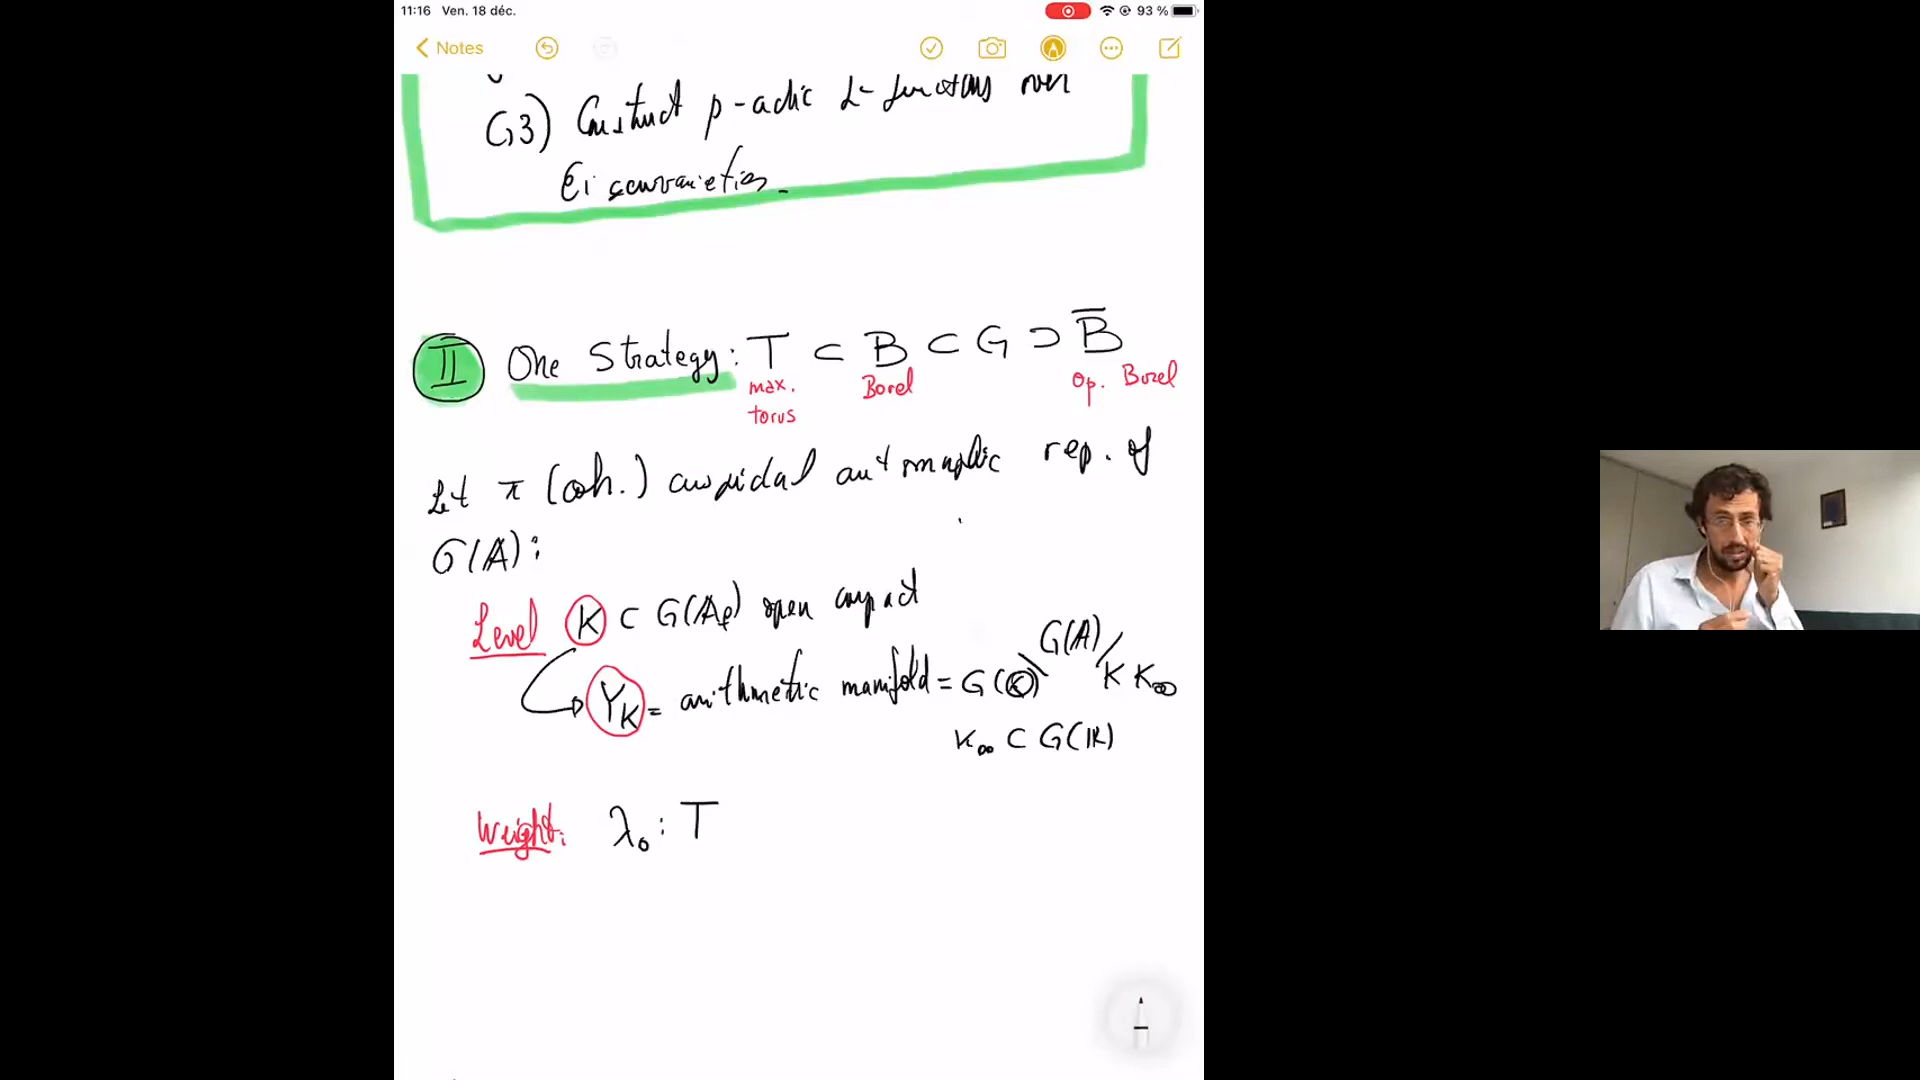 11:16 Ven. 18 déc. 93 %
Notes
G3) Construct p-adic L-functions over
Eigenvarieties.
II One Strategy: T ⊂ B ⊂ G ⊃ B̅
max. torus Borel Op. Borel
Let π (coh.) cuspidal automorphic rep. of
G(𝔸):
Level K ⊂ G(𝔸_f) open compact
Y_K = arithmetic manifold = G(ℚ)\G(𝔸)/K K_∞
K_∞ ⊂ G(ℝ)
Weight: λ_0 : T